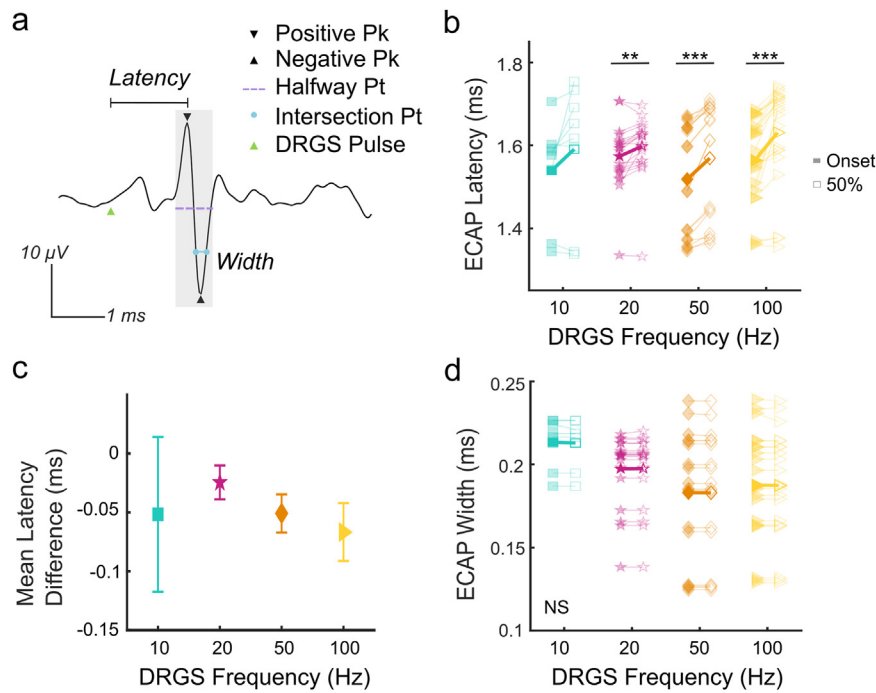 a
Latency
Positive Pk
Negative Pk
Halfway Pt
Intersection Pt
DRGS Pulse
10 µV
1 ms
Width
b
ECAP Latency (ms)
1.8
1.6
1.4
** *** ***
10 20 50 100
DRGS Frequency (Hz)
Onset
50%
c
Mean Latency
Difference (ms)
0
-0.05
-0.1
-0.15
10 20 50 100
DRGS Frequency (Hz)
d
ECAP Width (ms)
0.25
0.2
0.15
0.1
NS
10 20 50 100
DRGS Frequency (Hz)